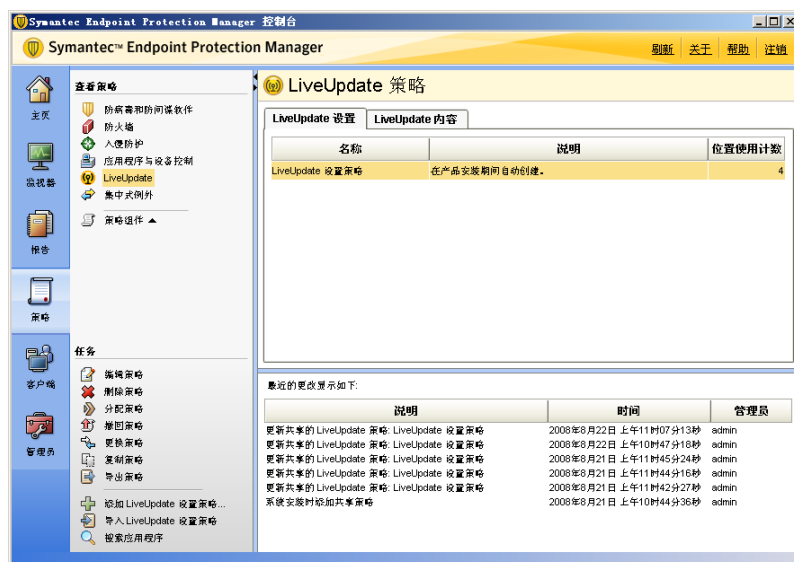 Symantec Endpoint Protection Manager 控制台
Symantec™ Endpoint Protection Manager
刷新 关于 帮助 注销
主页
监视器
报告
策略
客户端
管理员
查看策略
防病毒和防间谍软件
防火墙
入侵防护
应用程序与设备控制
LiveUpdate
集中式例外
策略组件
任务
编辑策略
删除策略
分配策略
撤回策略
更换策略
复制策略
导出策略
添加 LiveUpdate 设置策略...
导入 LiveUpdate 设置策略
搜索应用程序
LiveUpdate 策略
LiveUpdate 设置 LiveUpdate 内容
名称 说明 位置使用计数
LiveUpdate 设置策略 在产品安装期间自动创建。 4
最近的更改显示如下:
说明 时间 管理员
更新共享的 LiveUpdate 策略: LiveUpdate 设置策略 2008年8月22日 上午11时07分13秒 admin
更新共享的 LiveUpdate 策略: LiveUpdate 设置策略 2008年8月22日 上午10时47分18秒 admin
更新共享的 LiveUpdate 策略: LiveUpdate 设置策略 2008年8月21日 上午11时45分24秒 admin
更新共享的 LiveUpdate 策略: LiveUpdate 设置策略 2008年8月21日 上午11时44分16秒 admin
更新共享的 LiveUpdate 策略: LiveUpdate 设置策略 2008年8月21日 上午11时42分27秒 admin
系统安装时添加共享策略 2008年8月21日 上午10时44分36秒 admin